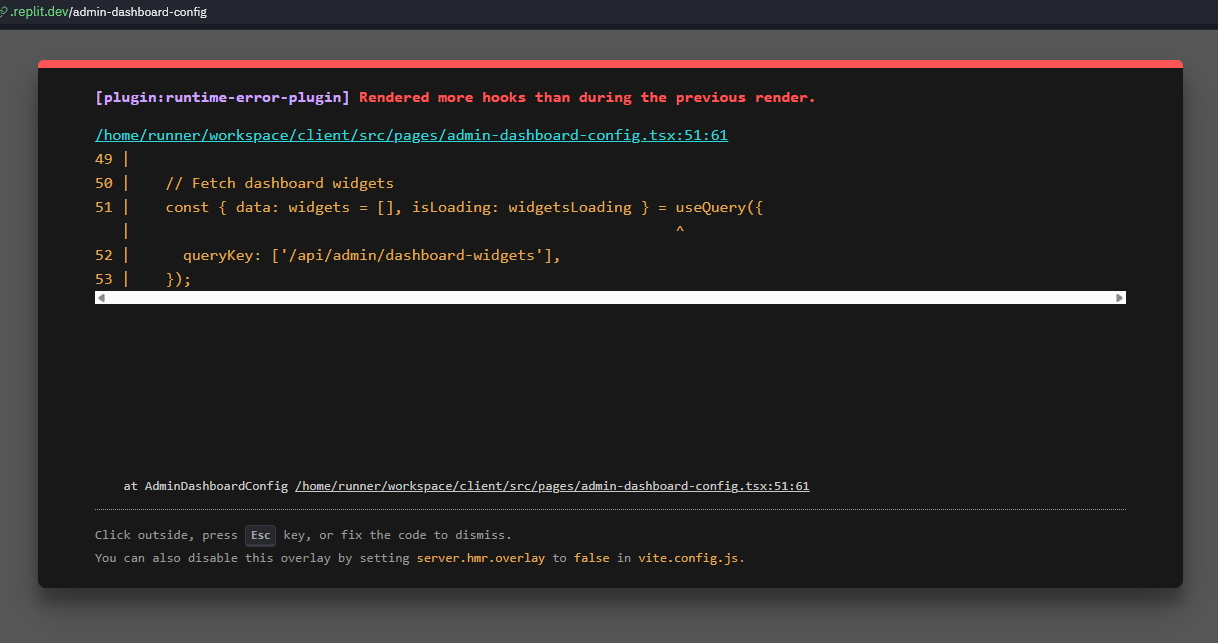 .replit.dev/admin-dashboard-config
[plugin:runtime-error-plugin] Rendered more hooks than during the previous render.
/home/runner/workspace/client/src/pages/admin-dashboard-config.tsx:51:61
49 |
50 |    // Fetch dashboard widgets
51 |    const { data: widgets = [], isLoading: widgetsLoading } = useQuery({
   |                                                              ^
52 |      queryKey: ['/api/admin/dashboard-widgets'],
53 |    });
at AdminDashboardConfig /home/runner/workspace/client/src/pages/admin-dashboard-config.tsx:51:61
Click outside, press Esc key, or fix the code to dismiss.
You can also disable this overlay by setting server.hmr.overlay to false in vite.config.js.